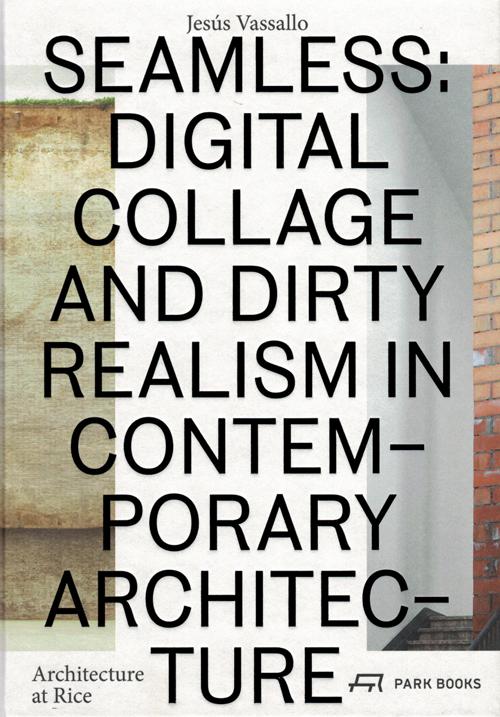 Jesús Vassallo
SEAMLESS:
DIGITAL
COLLAGE
AND DIRTY
REALISM IN
CONTEM–
PORARY
ARCHITEC–
TURE
Architecture
at Rice
PARK BOOKS